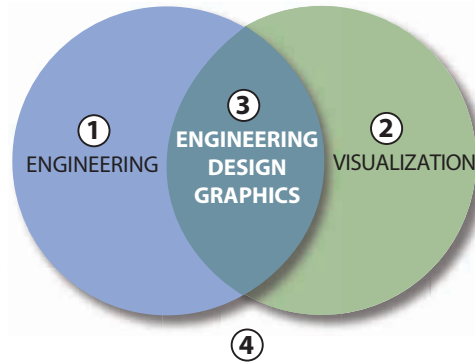 1
ENGINEERING
3
ENGINEERING
DESIGN
GRAPHICS
2
VISUALIZATION
4